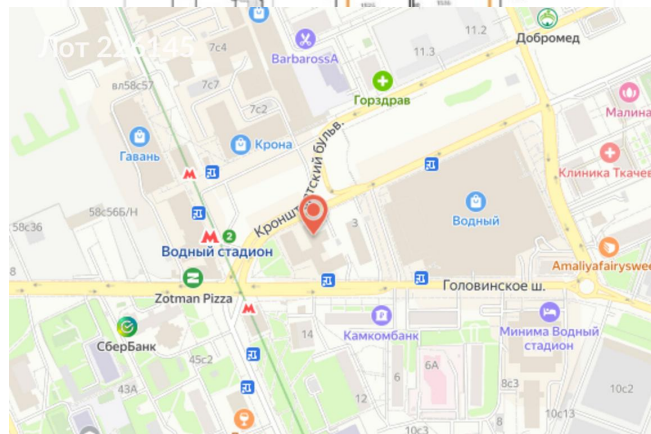 Лот 225145
7с4
BarbarossA
11.3
11.2
Добромед
вл58с57
7с7
Горздрав
7с2
Малина
Гавань
Крона
Кронштадтский бульв.
Клиника Ткачев
58с36
58с56Б/Н
Водный
3
2
Водный стадион
Amaliyafairyswee
8
Zotman Pizza
Головинское ш.
СберБанк
14
Камкомбанк
Минима Водный
стадион
45с2
6А
43А
6
8с3
10с2
12
10с13
10с3